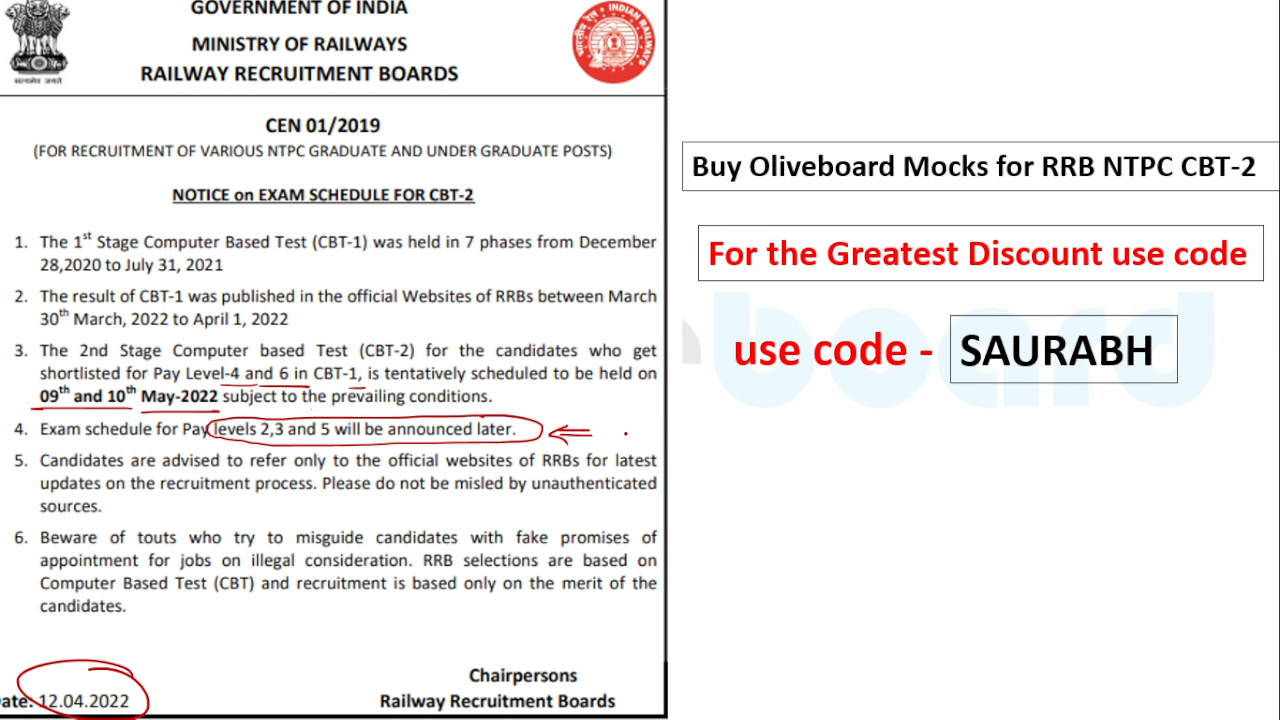 GOVERNMENT OF INDIA
MINISTRY OF RAILWAYS
RAILWAY RECRUITMENT BOARDS
सत्यमेव जयते
भारतीय रेल INDIAN RAILWAYS
CEN 01/2019
(FOR RECRUITMENT OF VARIOUS NTPC GRADUATE AND UNDER GRADUATE POSTS)
NOTICE on EXAM SCHEDULE FOR CBT-2
1. The 1st Stage Computer Based Test (CBT-1) was held in 7 phases from December
28,2020 to July 31, 2021
2. The result of CBT-1 was published in the official Websites of RRBs between March
30th March, 2022 to April 1, 2022
3. The 2nd Stage Computer based Test (CBT-2) for the candidates who get
shortlisted for Pay Level-4 and 6 in CBT-1, is tentatively scheduled to be held on
09th and 10th May-2022 subject to the prevailing conditions.
4. Exam schedule for Pay levels 2,3 and 5 will be announced later.
5. Candidates are advised to refer only to the official websites of RRBs for latest
updates on the recruitment process. Please do not be misled by unauthenticated
sources.
6. Beware of touts who try to misguide candidates with fake promises of
appointment for jobs on illegal consideration. RRB selections are based on
Computer Based Test (CBT) and recruitment is based only on the merit of the
candidates.
Chairpersons
ate: 12.04.2022 Railway Recruitment Boards
Buy Oliveboard Mocks for RRB NTPC CBT-2
For the Greatest Discount use code
use code - SAURABH
eboard